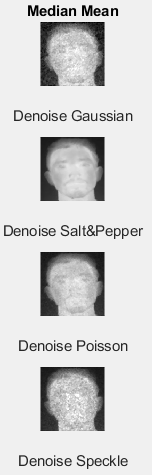 Median Mean
Denoise Gaussian
Denoise Salt&Pepper
Denoise Poisson
Denoise Speckle